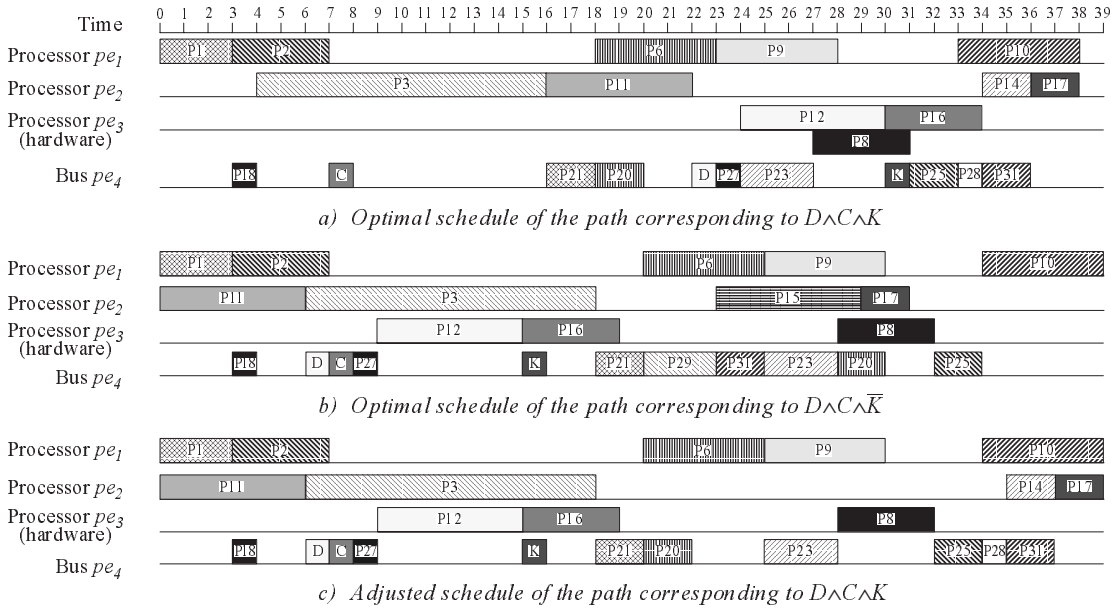 Time 0 1 2 3 4 5 6 7 8 9 10 11 12 13 14 15 16 17 18 19 20 21 22 23 24 25 26 27 28 29 30 31 32 33 34 35 36 37 38 39
Processor pe1 P1 P2 P6 P9 P10
Processor pe2 P3 P11 P14 P17
Processor pe3 P12 P16
(hardware) P8
Bus pe4 P18 C P21 P20 D P27 P23 K P25 P28 P31
a) Optimal schedule of the path corresponding to D∧C∧K
Processor pe1 P1 P2 P6 P9 P10
Processor pe2 P11 P3 P15 P17
Processor pe3 P12 P16 P8
(hardware)
Bus pe4 P18 D C P27 K P21 P29 P31 P23 P20 P25
b) Optimal schedule of the path corresponding to D∧C∧K̅
Processor pe1 P1 P2 P6 P9 P10
Processor pe2 P11 P3 P14 P17
Processor pe3 P12 P16 P8
(hardware)
Bus pe4 P18 D C P27 K P21 P20 P23 P25 P28 P31
c) Adjusted schedule of the path corresponding to D∧C∧K